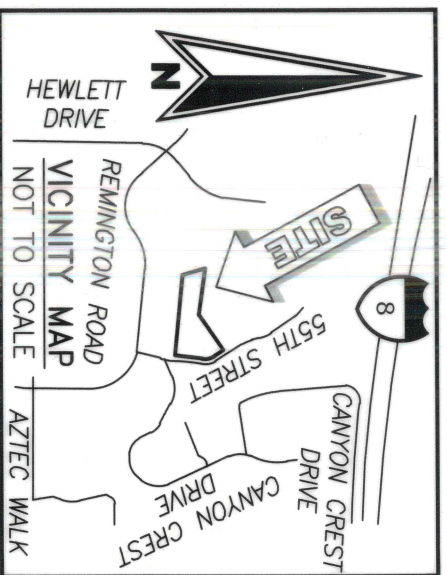 HEWLETT
DRIVE
N
REMINGTON ROAD
VICINITY MAP
NOT TO SCALE
SITE
8
55TH STREET
CANYON CREST
DRIVE
CANYON CREST
DRIVE
AZTEC WALK